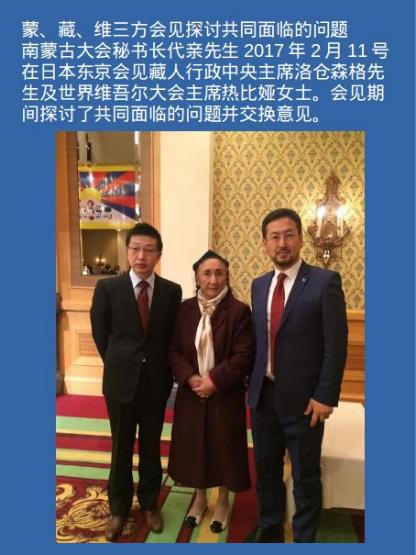 蒙、藏、维三方会见探讨共同面临的问题
南蒙古大会秘书长代亲先生 2017 年 2 月 11 号
在日本东京会见藏人行政中央主席洛仓森格先
生及世界维吾尔大会主席热比娅女士。会见期
间探讨了共同面临的问题并交换意见。